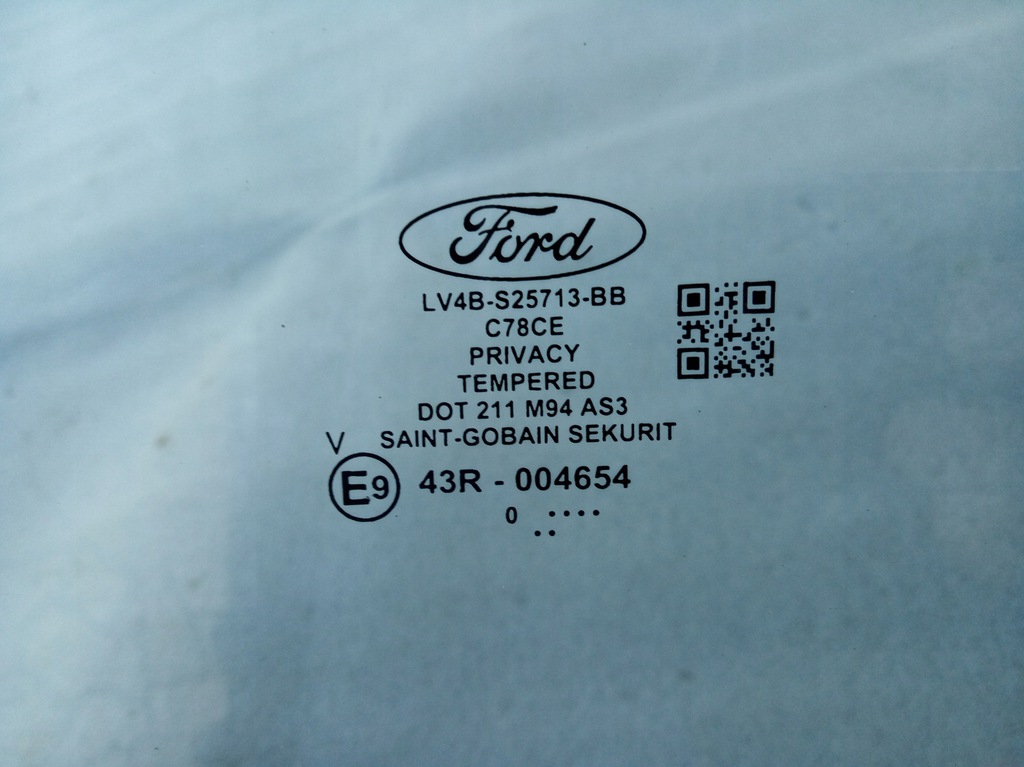 Ford
LV4B-S25713-BB
C78CE
PRIVACY
TEMPERED
DOT 211 M94 AS3
V SAINT-GOBAIN SEKURIT
E9 43R - 004654
0 ....
..